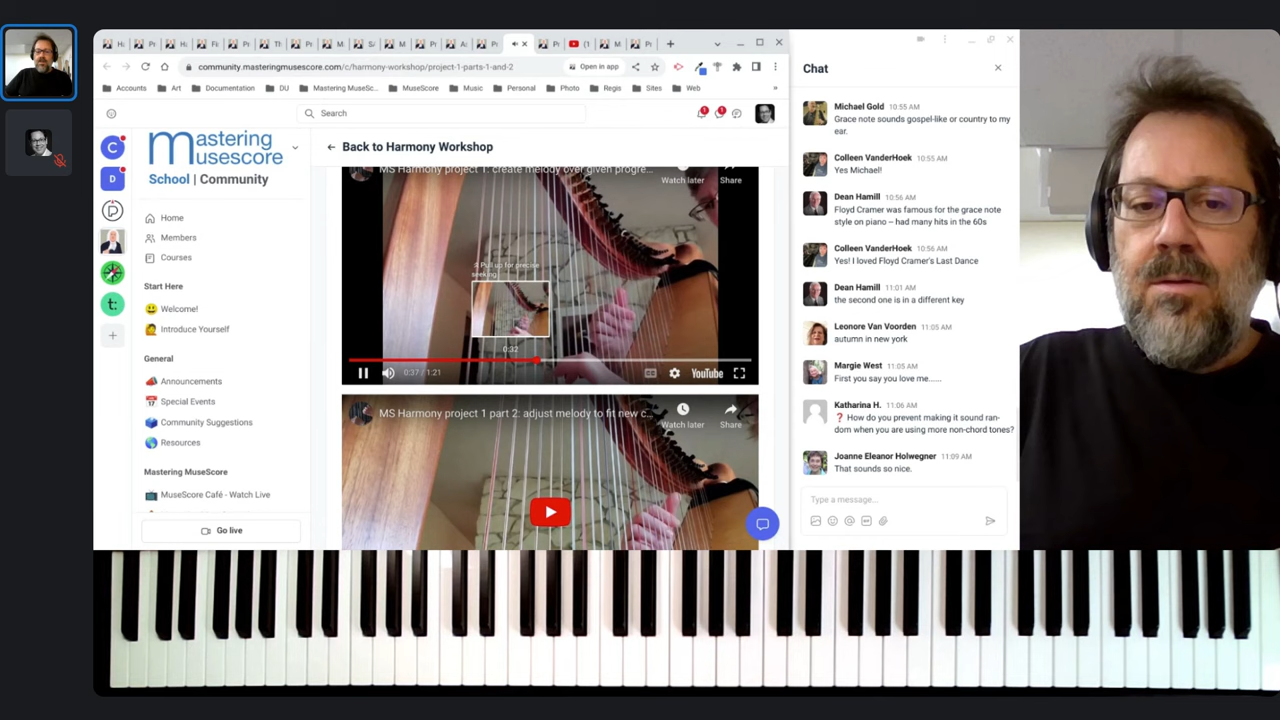 community.masteringmusescore.com/c/harmony-workshop/project-1-parts-1-and-2
Open in app
Accounts
Art
Documentation
DU
Mastering MuseSc...
MuseScore
Music
Personal
Photo
Regis
Sites
Web
Search
mastering
musescore
School | Community
Home
Members
Courses
Start Here
Welcome!
Introduce Yourself
General
Announcements
Special Events
Community Suggestions
Resources
Mastering MuseScore
MuseScore Café - Watch Live
Go live
Back to Harmony Workshop
MS Harmony project 1: create melody over given progre...
Watch later
Share
Pull up for precise
seeking
0:32
0:37 / 1:21
YouTube
MS Harmony project 1 part 2: adjust melody to fit new c...
Watch later
Share
Chat
Michael Gold 10:55 AM
Grace note sounds gospel-like or country to my
ear.
Colleen VanderHoek 10:55 AM
Yes Michael!
Dean Hamill 10:56 AM
Floyd Cramer was famous for the grace note
style on piano – had many hits in the 60s
Colleen VanderHoek 10:56 AM
Yes! I loved Floyd Cramer's Last Dance
Dean Hamill 11:01 AM
the second one is in a different key
Leonore Van Voorden 11:05 AM
autumn in new york
Margie West 11:05 AM
First you say you love me......
Katharina H. 11:06 AM
❓ How do you prevent making it sound ran-
dom when you are using more non-chord tones?
Joanne Eleanor Holwegner 11:09 AM
That sounds so nice.
Type a message...